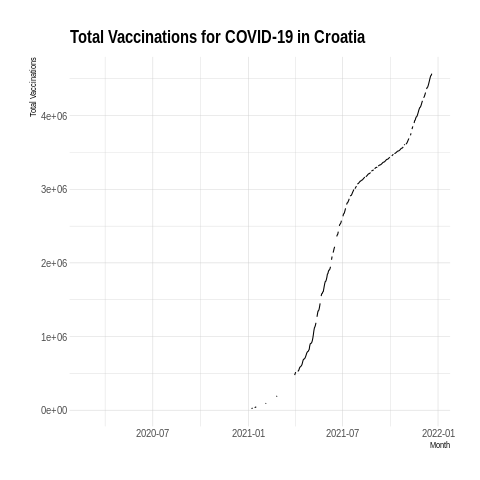 Total Vaccinations for COVID-19 in Croatia
Total Vaccinations
4e+06
3e+06
2e+06
1e+06
0e+00
2020-07
2021-01
2021-07
2022-01
Month